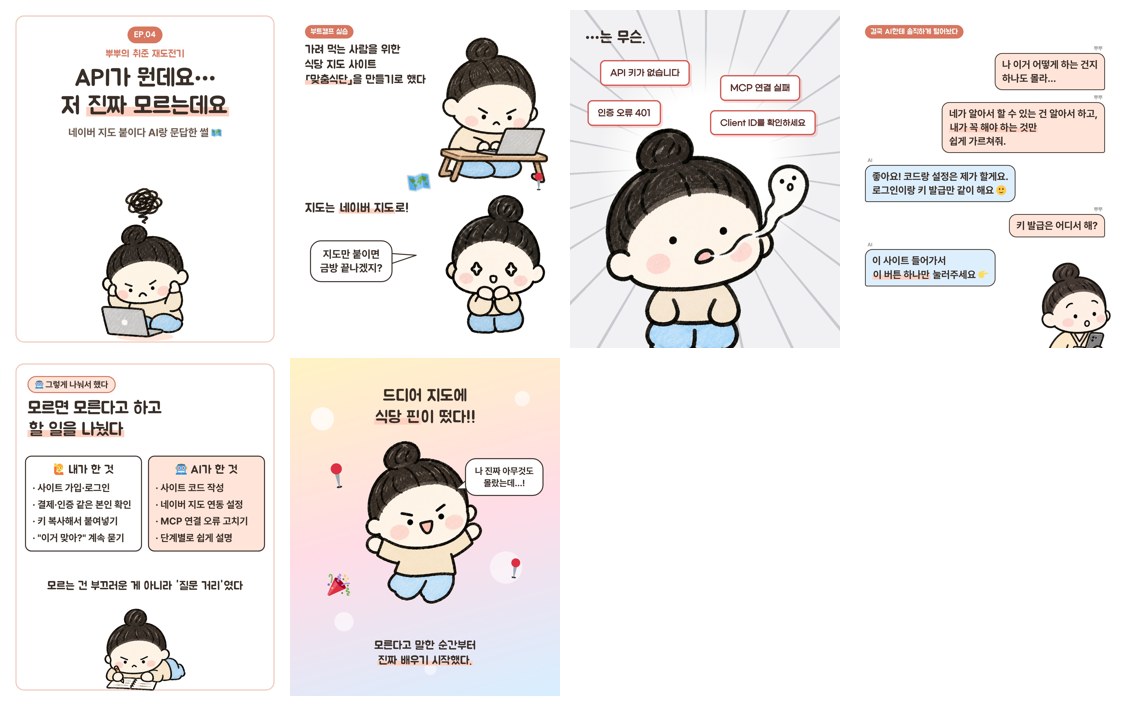 EP.04
뿌뿌의 취준 재도전기
API가 뭔데요…
저 진짜 모르는데요
네이버 지도 붙이다 AI랑 문답한 썰
부트캠프 실습
가려 먹는 사람을 위한
식당 지도 사이트
「맞춤식단」을 만들기로 했다
지도는 네이버 지도로!
지도만 붙이면
금방 끝나겠지?
…는 무슨.
API 키가 없습니다
MCP 연결 실패
인증 오류 401
Client ID를 확인하세요
결국 AI한테 솔직하게 털어놨다
뿌뿌
나 이거 어떻게 하는 건지
하나도 몰라...
뿌뿌
네가 알아서 할 수 있는 건 알아서 하고,
내가 꼭 해야 하는 것만
쉽게 가르쳐줘.
AI
좋아요! 코드랑 설정은 제가 할게요.
로그인이랑 키 발급만 같이 해요
뿌뿌
키 발급은 어디서 해?
AI
이 사이트 들어가서
이 버튼 하나만 눌러주세요
그렇게 나눠서 했다
모르면 모른다고 하고
할 일을 나눴다
내가 한 것
· 사이트 가입·로그인
· 결제·인증 같은 본인 확인
· 키 복사해서 붙여넣기
· "이거 맞아?" 계속 묻기
AI가 한 것
· 사이트 코드 작성
· 네이버 지도 연동 설정
· MCP 연결 오류 고치기
· 단계별로 쉽게 설명
모르는 건 부끄러운 게 아니라 '질문 거리'였다
드디어 지도에
식당 핀이 떴다!!
나 진짜 아무것도
몰랐는데...!
모른다고 말한 순간부터
진짜 배우기 시작했다.